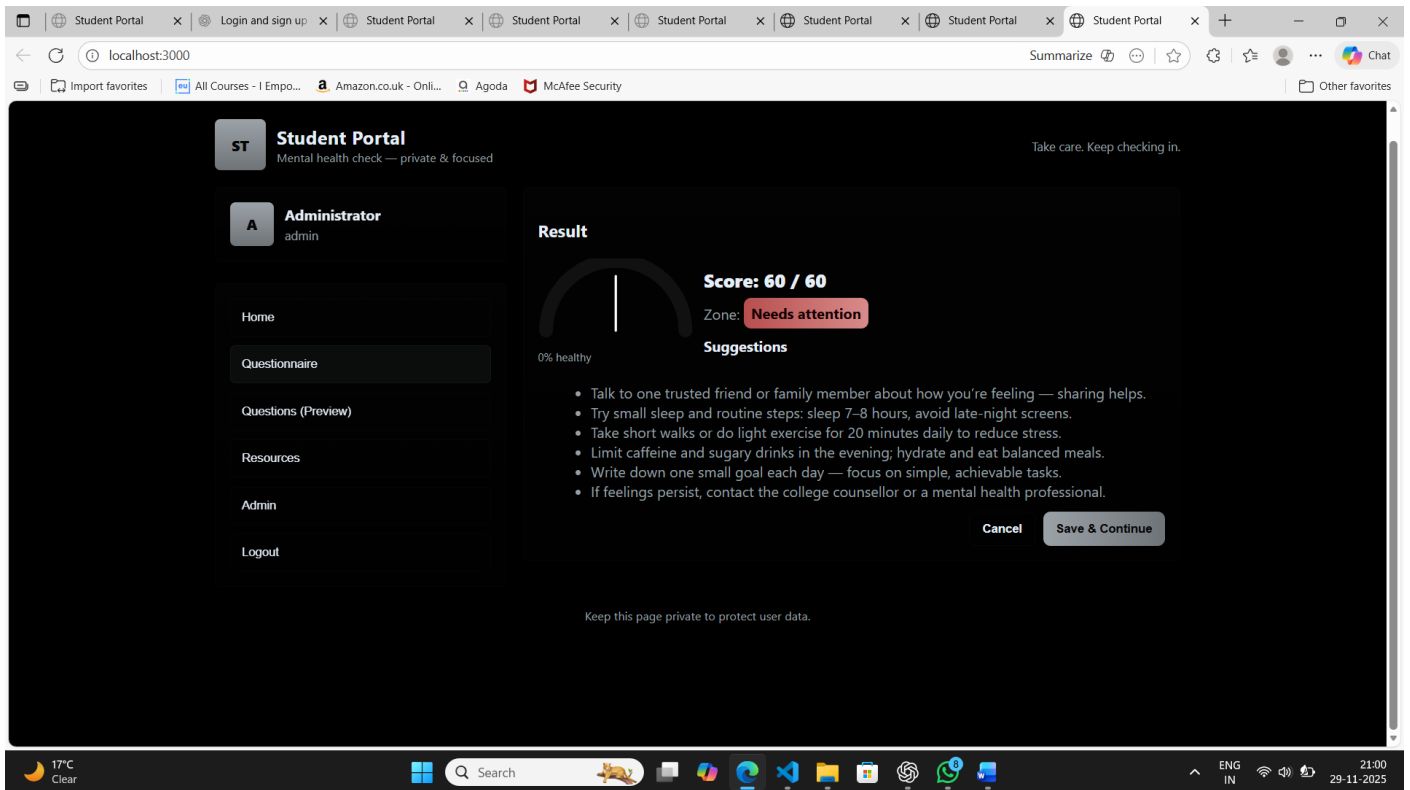 Student Portal
Login and sign up
Student Portal
Student Portal
Student Portal
Student Portal
Student Portal
Student Portal
localhost:3000
Summarize
Chat
Import favorites
All Courses - I Empo...
Amazon.co.uk - Onli...
Agoda
McAfee Security
Other favorites
ST
Student Portal
Mental health check — private & focused
Take care. Keep checking in.
A
Administrator
admin
Home
Questionnaire
Questions (Preview)
Resources
Admin
Logout
Result
0% healthy
Score: 60 / 60
Zone: Needs attention
Suggestions
• Talk to one trusted friend or family member about how you’re feeling — sharing helps.
• Try small sleep and routine steps: sleep 7–8 hours, avoid late-night screens.
• Take short walks or do light exercise for 20 minutes daily to reduce stress.
• Limit caffeine and sugary drinks in the evening; hydrate and eat balanced meals.
• Write down one small goal each day — focus on simple, achievable tasks.
• If feelings persist, contact the college counsellor or a mental health professional.
Cancel
Save & Continue
Keep this page private to protect user data.
17°C
Clear
Search
8
ENG
IN
21:00
29-11-2025